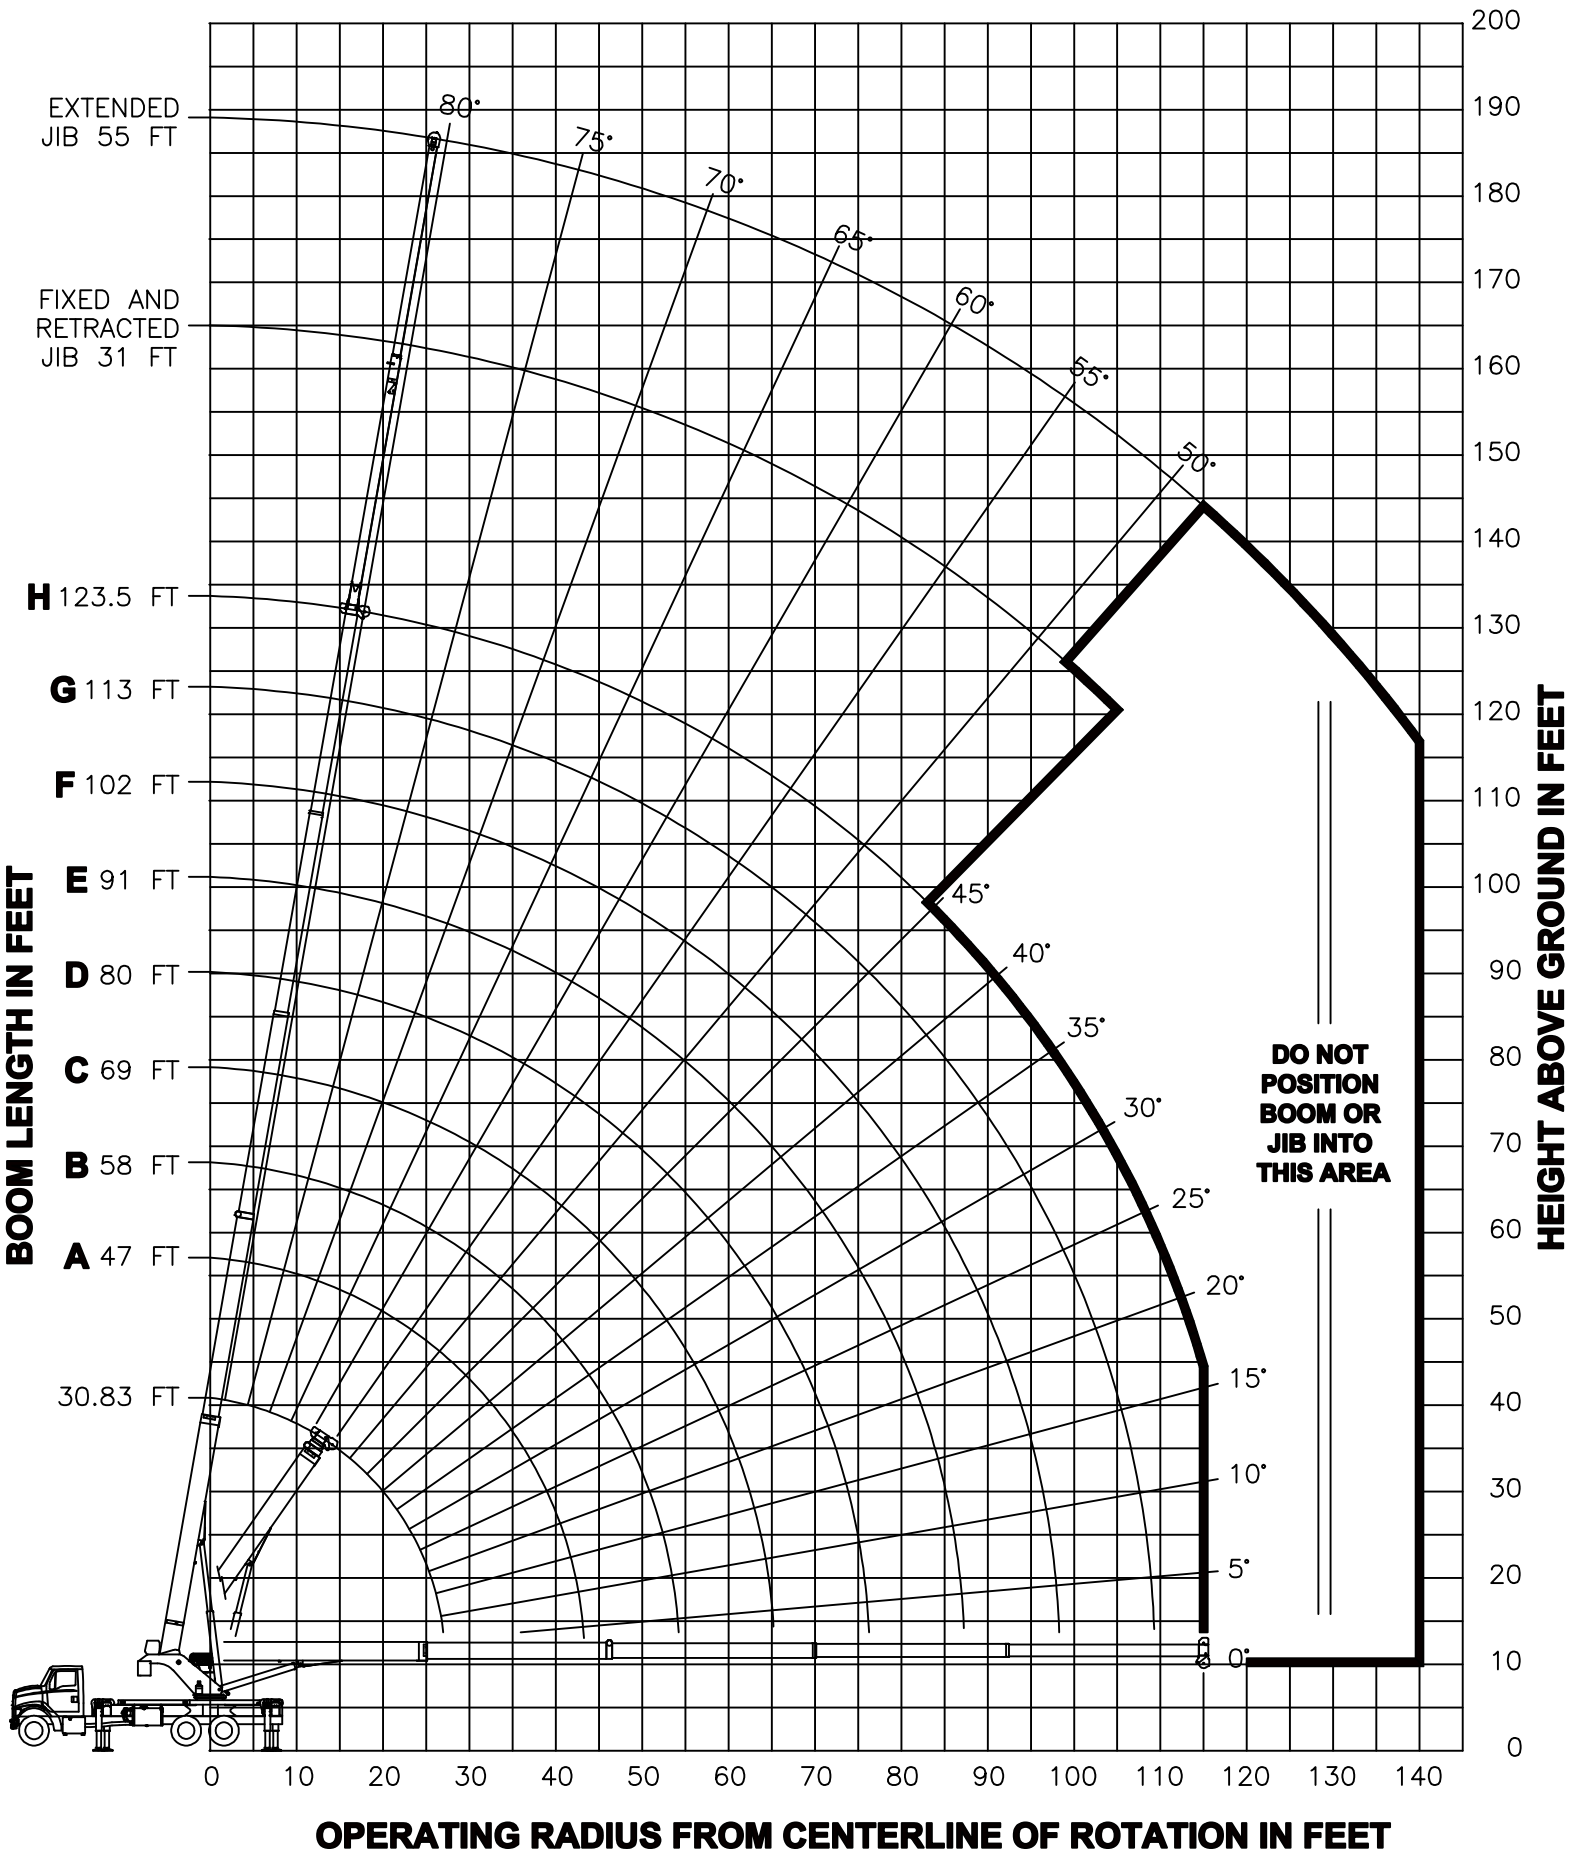 200
EXTENDED
JIB 55 FT
80°
190
75°
70°
180
65°
FIXED AND
RETRACTED
JIB 31 FT
60°
170
55°
160
50°
150
140
H 123.5 FT
130
G 113 FT
120
F 102 FT
110
E 91 FT
45°
100
D 80 FT
40°
90
C 69 FT
35°
80
DO NOT
POSITION
BOOM OR
JIB INTO
THIS AREA
30°
70
B 58 FT
25°
60
A 47 FT
20°
50
30.83 FT
15°
40
10°
30
5°
20
0°
10
0
BOOM LENGTH IN FEET
HEIGHT ABOVE GROUND IN FEET
0 10 20 30 40 50 60 70 80 90 100 110 120 130 140
OPERATING RADIUS FROM CENTERLINE OF ROTATION IN FEET